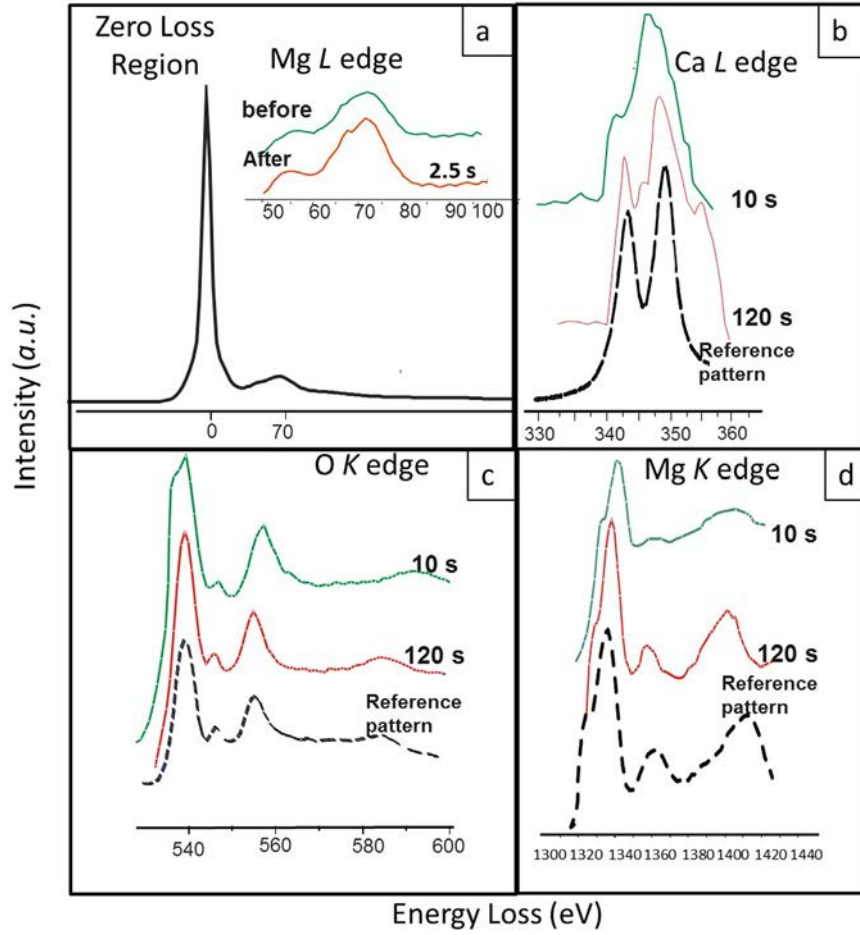 Zero Loss
Region
a
Mg L edge
before
After
2.5 s
50 60 70 80 90 100
0 70
b
Ca L edge
10 s
120 s
Reference
pattern
330 340 350 360
Intensity (a.u.)
O K edge
c
10 s
120 s
Reference
pattern
540 560 580 600
Mg K edge
d
10 s
120 s
Reference
pattern
1300 1320 1340 1360 1380 1400 1420 1440
Energy Loss (eV)